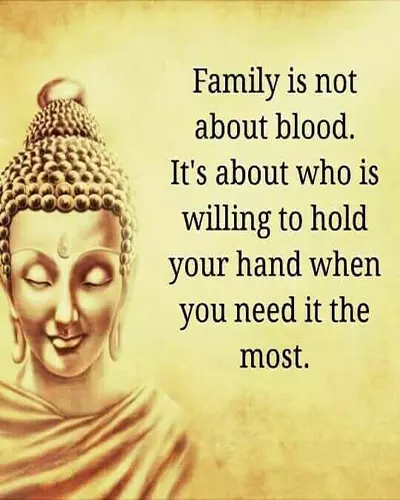 Family is not
about blood.
It's about who is
willing to hold
your hand when
you need it the
most.